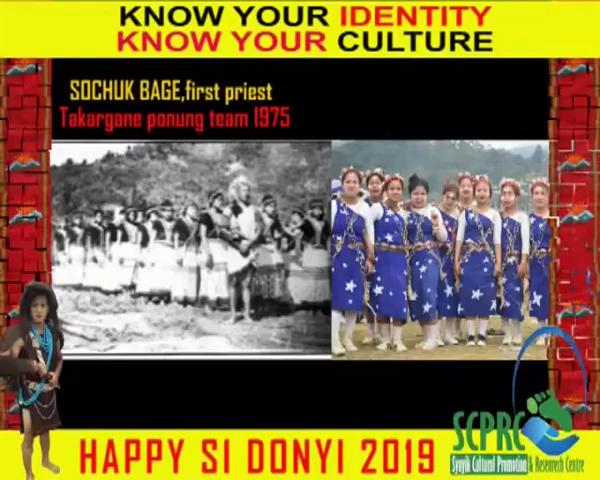 KNOW YOUR IDENTITY
KNOW YOUR CULTURE
SOCHUK BAGE,first priest
Takargane ponung team 1975
SCPRC
Synyik Cultural Promotion & Research Centre
HAPPY SI DONYI 2019